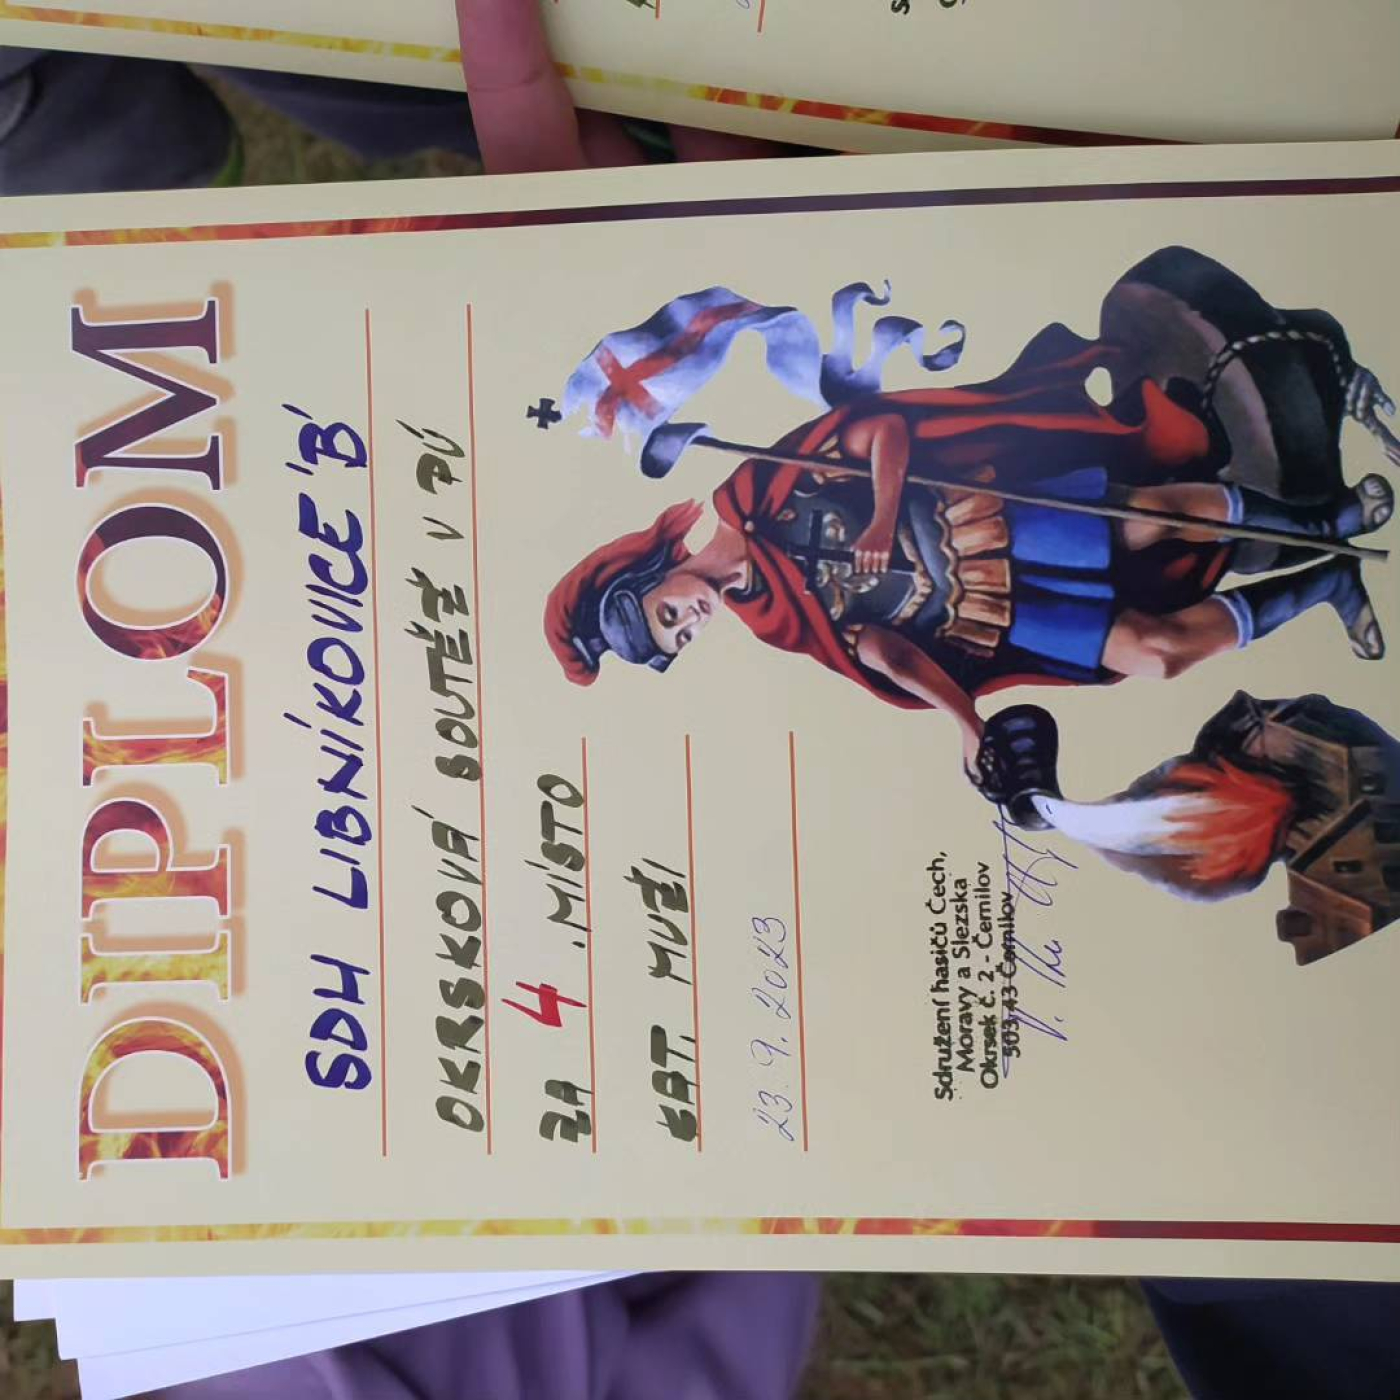 DIPLOM
SDH LIBNÍKOVICE 'B'
OKRSKOVÁ SOUTĚŽ V PÚ
ZA 4.MÍSTO
KAT. MUŽI
23.9.2023
Sdružení hasičů Čech,
Moravy a Slezska
Okrsek č. 2 - Černilov
503 43 Černilov